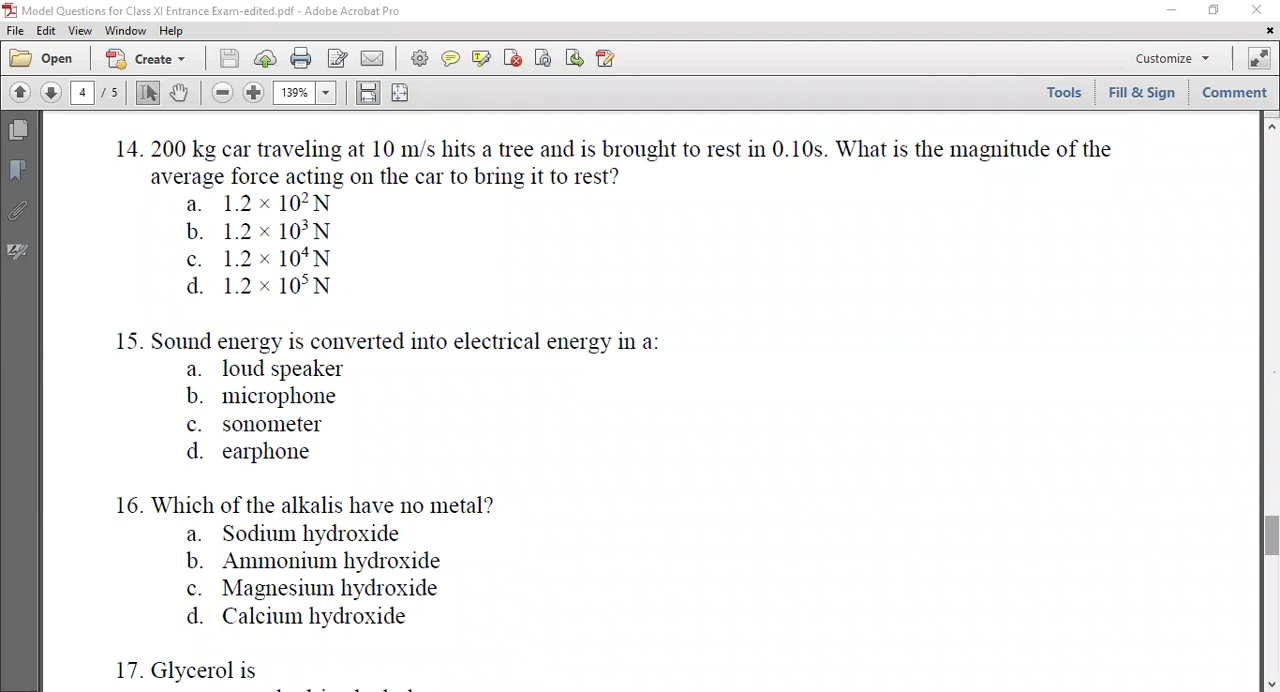 Model Questions for Class XI Entrance Exam-edited.pdf - Adobe Acrobat Pro
File Edit View Window Help
Open Create Customize
4 / 5 139% Tools Fill & Sign Comment
14. 200 kg car traveling at 10 m/s hits a tree and is brought to rest in 0.10s. What is the magnitude of the
average force acting on the car to bring it to rest?
a. 1.2 × 10² N
b. 1.2 × 10³ N
c. 1.2 × 10⁴ N
d. 1.2 × 10⁵ N
15. Sound energy is converted into electrical energy in a:
a. loud speaker
b. microphone
c. sonometer
d. earphone
16. Which of the alkalis have no metal?
a. Sodium hydroxide
b. Ammonium hydroxide
c. Magnesium hydroxide
d. Calcium hydroxide
17. Glycerol is